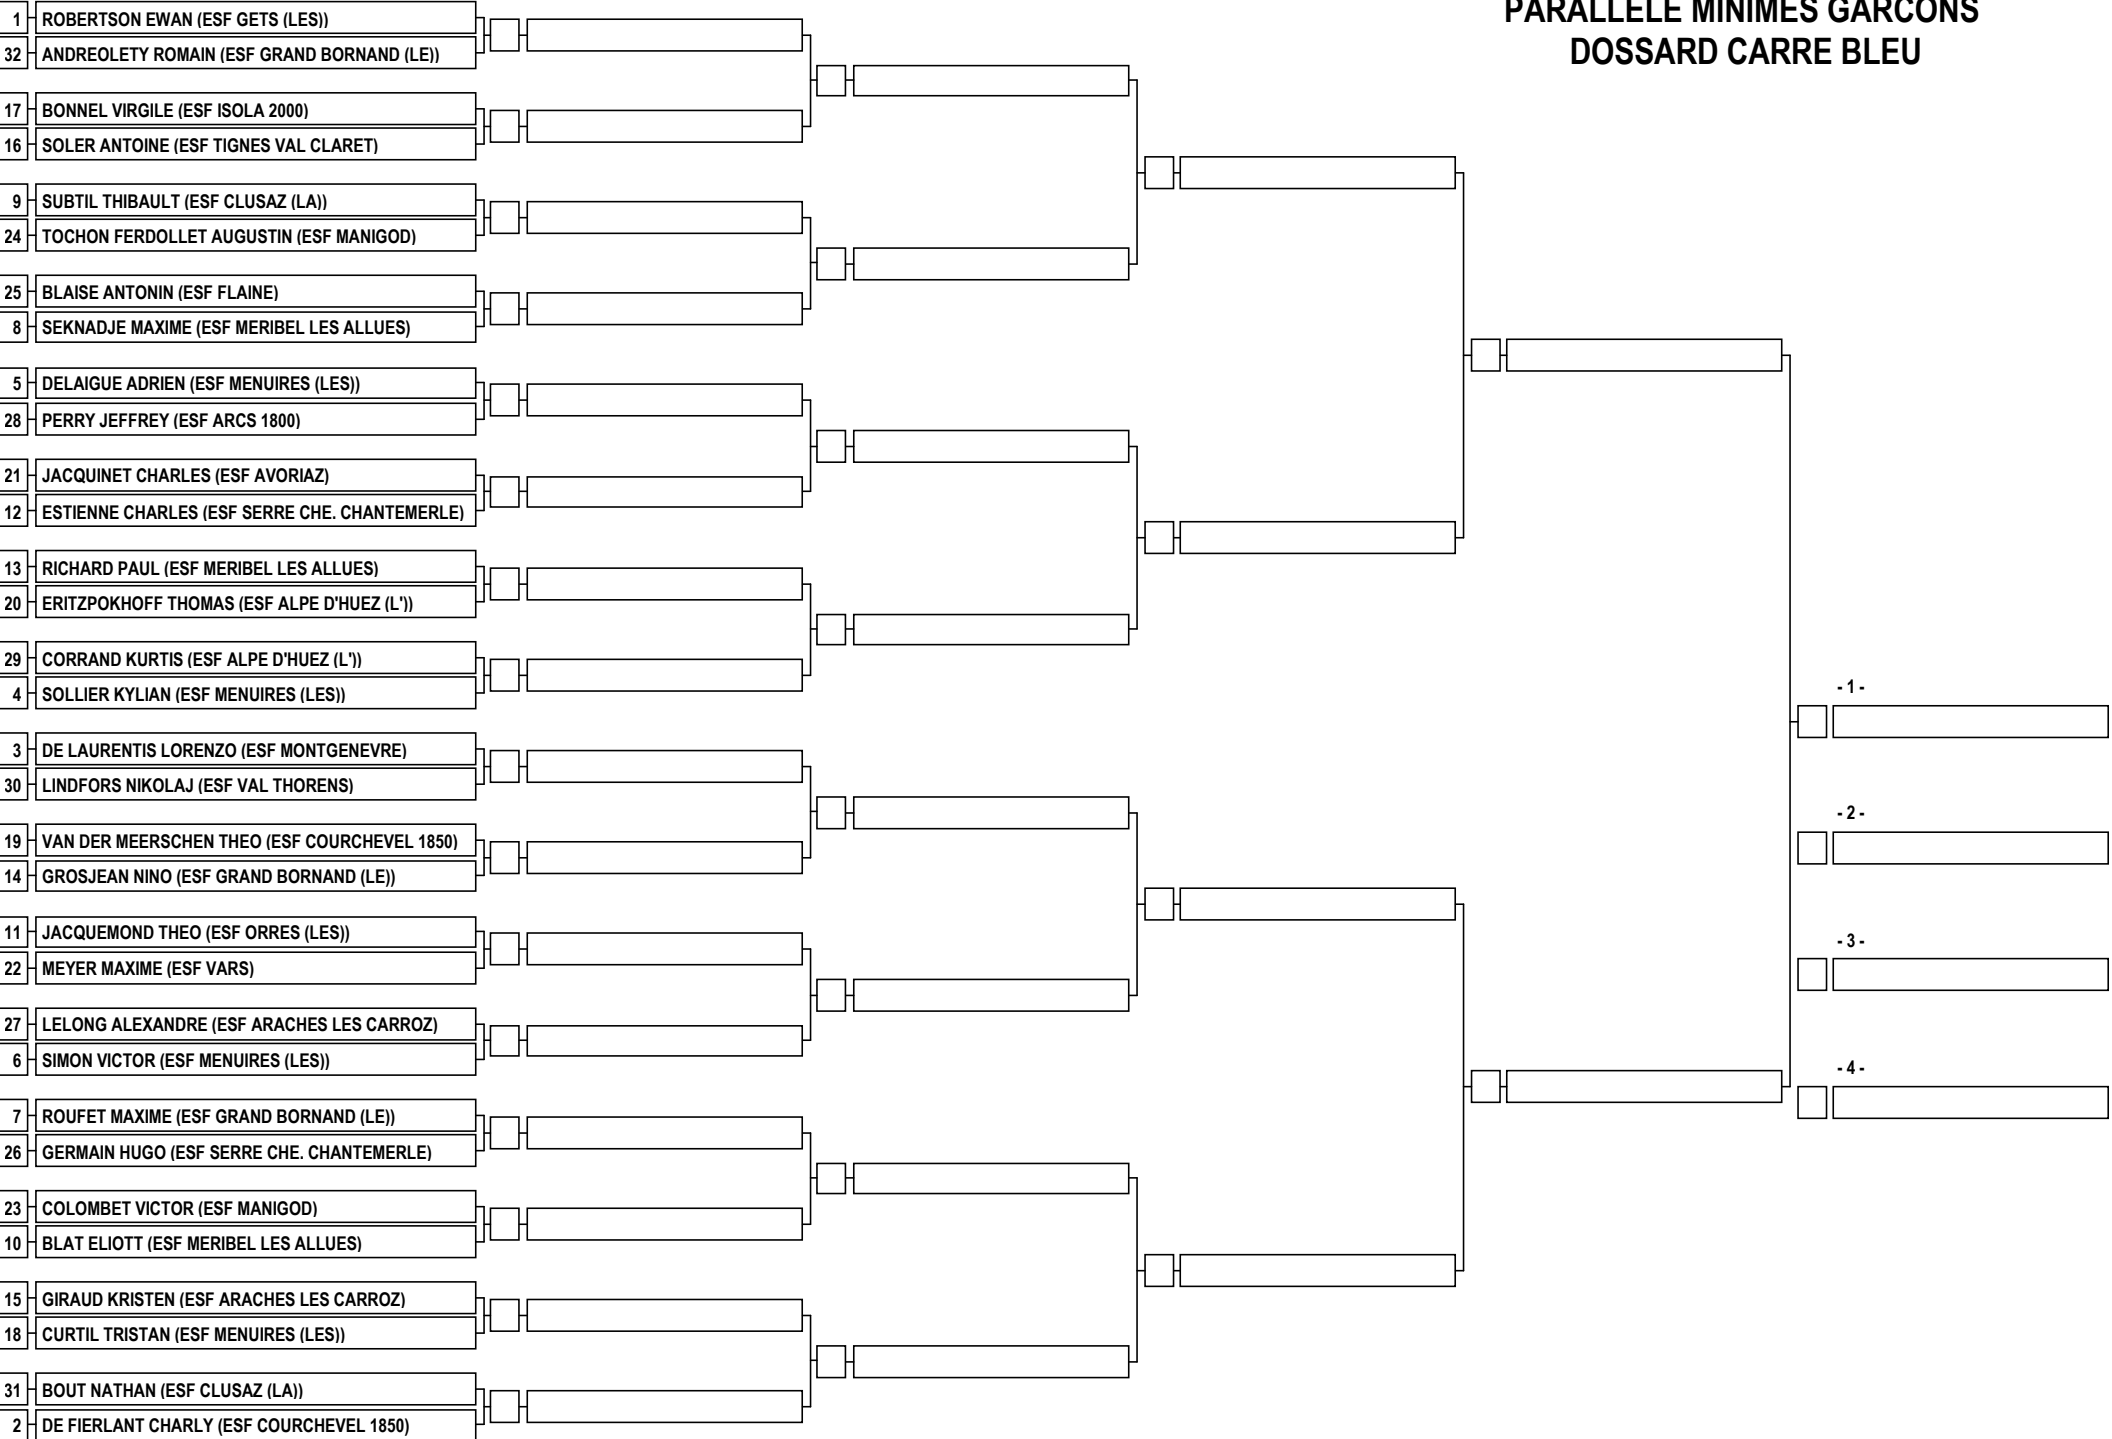 PARALLELE MINIMES GARCONS
DOSSARD CARRE BLEU
1 ROBERTSON EWAN (ESF GETS (LES))
32 ANDREOLETY ROMAIN (ESF GRAND BORNAND (LE))
17 BONNEL VIRGILE (ESF ISOLA 2000)
16 SOLER ANTOINE (ESF TIGNES VAL CLARET)
9 SUBTIL THIBAULT (ESF CLUSAZ (LA))
24 TOCHON FERDOLLET AUGUSTIN (ESF MANIGOD)
25 BLAISE ANTONIN (ESF FLAINE)
8 SEKNADJE MAXIME (ESF MERIBEL LES ALLUES)
5 DELAIGUE ADRIEN (ESF MENUIRES (LES))
28 PERRY JEFFREY (ESF ARCS 1800)
21 JACQUINET CHARLES (ESF AVORIAZ)
12 ESTIENNE CHARLES (ESF SERRE CHE. CHANTEMERLE)
13 RICHARD PAUL (ESF MERIBEL LES ALLUES)
20 ERITZPOKHOFF THOMAS (ESF ALPE D'HUEZ (L'))
29 CORRAND KURTIS (ESF ALPE D'HUEZ (L'))
4 SOLLIER KYLIAN (ESF MENUIRES (LES))
3 DE LAURENTIS LORENZO (ESF MONTGENEVRE)
30 LINDFORS NIKOLAJ (ESF VAL THORENS)
19 VAN DER MEERSCHEN THEO (ESF COURCHEVEL 1850)
14 GROSJEAN NINO (ESF GRAND BORNAND (LE))
11 JACQUEMOND THEO (ESF ORRES (LES))
22 MEYER MAXIME (ESF VARS)
27 LELONG ALEXANDRE (ESF ARACHES LES CARROZ)
6 SIMON VICTOR (ESF MENUIRES (LES))
7 ROUFET MAXIME (ESF GRAND BORNAND (LE))
26 GERMAIN HUGO (ESF SERRE CHE. CHANTEMERLE)
23 COLOMBET VICTOR (ESF MANIGOD)
10 BLAT ELIOTT (ESF MERIBEL LES ALLUES)
15 GIRAUD KRISTEN (ESF ARACHES LES CARROZ)
18 CURTIL TRISTAN (ESF MENUIRES (LES))
31 BOUT NATHAN (ESF CLUSAZ (LA))
2 DE FIERLANT CHARLY (ESF COURCHEVEL 1850)
- 1 -
- 2 -
- 3 -
- 4 -